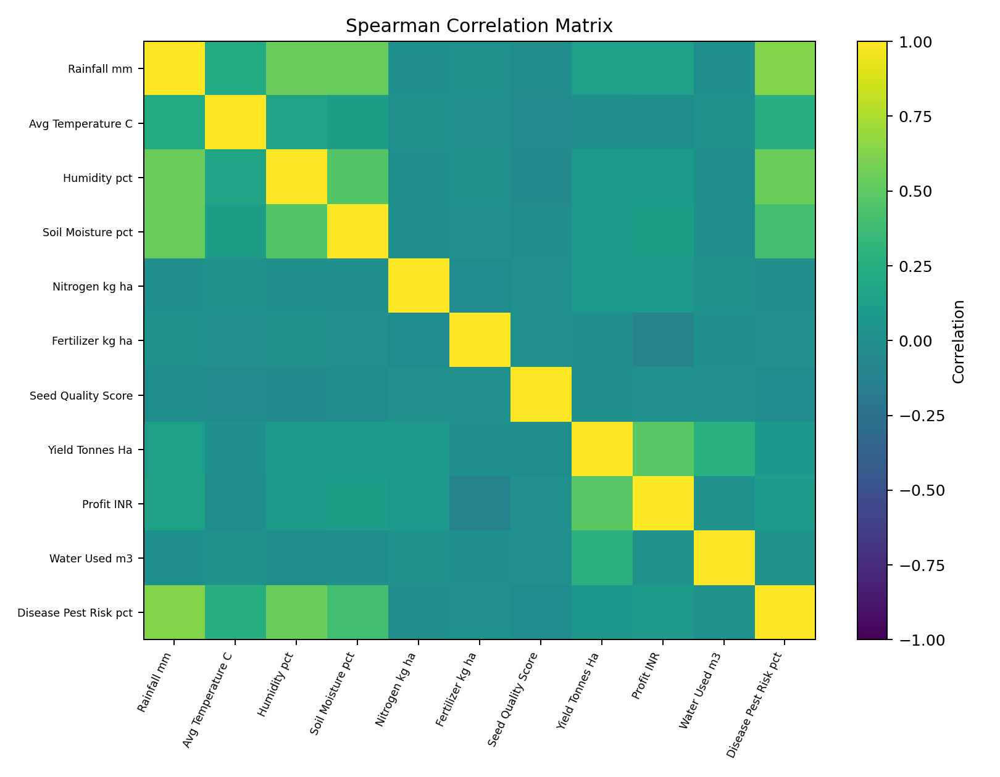 Spearman Correlation Matrix
Rainfall mm
Avg Temperature C
Humidity pct
Soil Moisture pct
Nitrogen kg ha
Fertilizer kg ha
Seed Quality Score
Yield Tonnes Ha
Profit INR
Water Used m3
Disease Pest Risk pct
Rainfall mm
Avg Temperature C
Humidity pct
Soil Moisture pct
Nitrogen kg ha
Fertilizer kg ha
Seed Quality Score
Yield Tonnes Ha
Profit INR
Water Used m3
Disease Pest Risk pct
1.00
0.75
0.50
0.25
0.00
−0.25
−0.50
−0.75
−1.00
Correlation